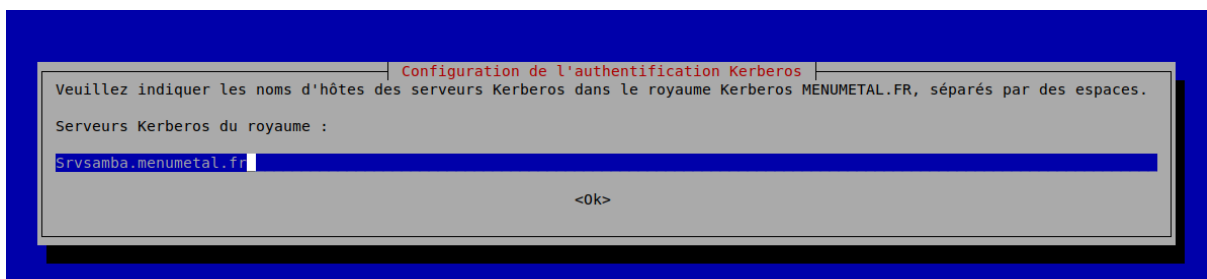 Configuration de l'authentification Kerberos
Veuillez indiquer les noms d'hôtes des serveurs Kerberos dans le royaume Kerberos MENUMETAL.FR, séparés par des espaces.
Serveurs Kerberos du royaume :
Srvsamba.menumetal.fr
<Ok>